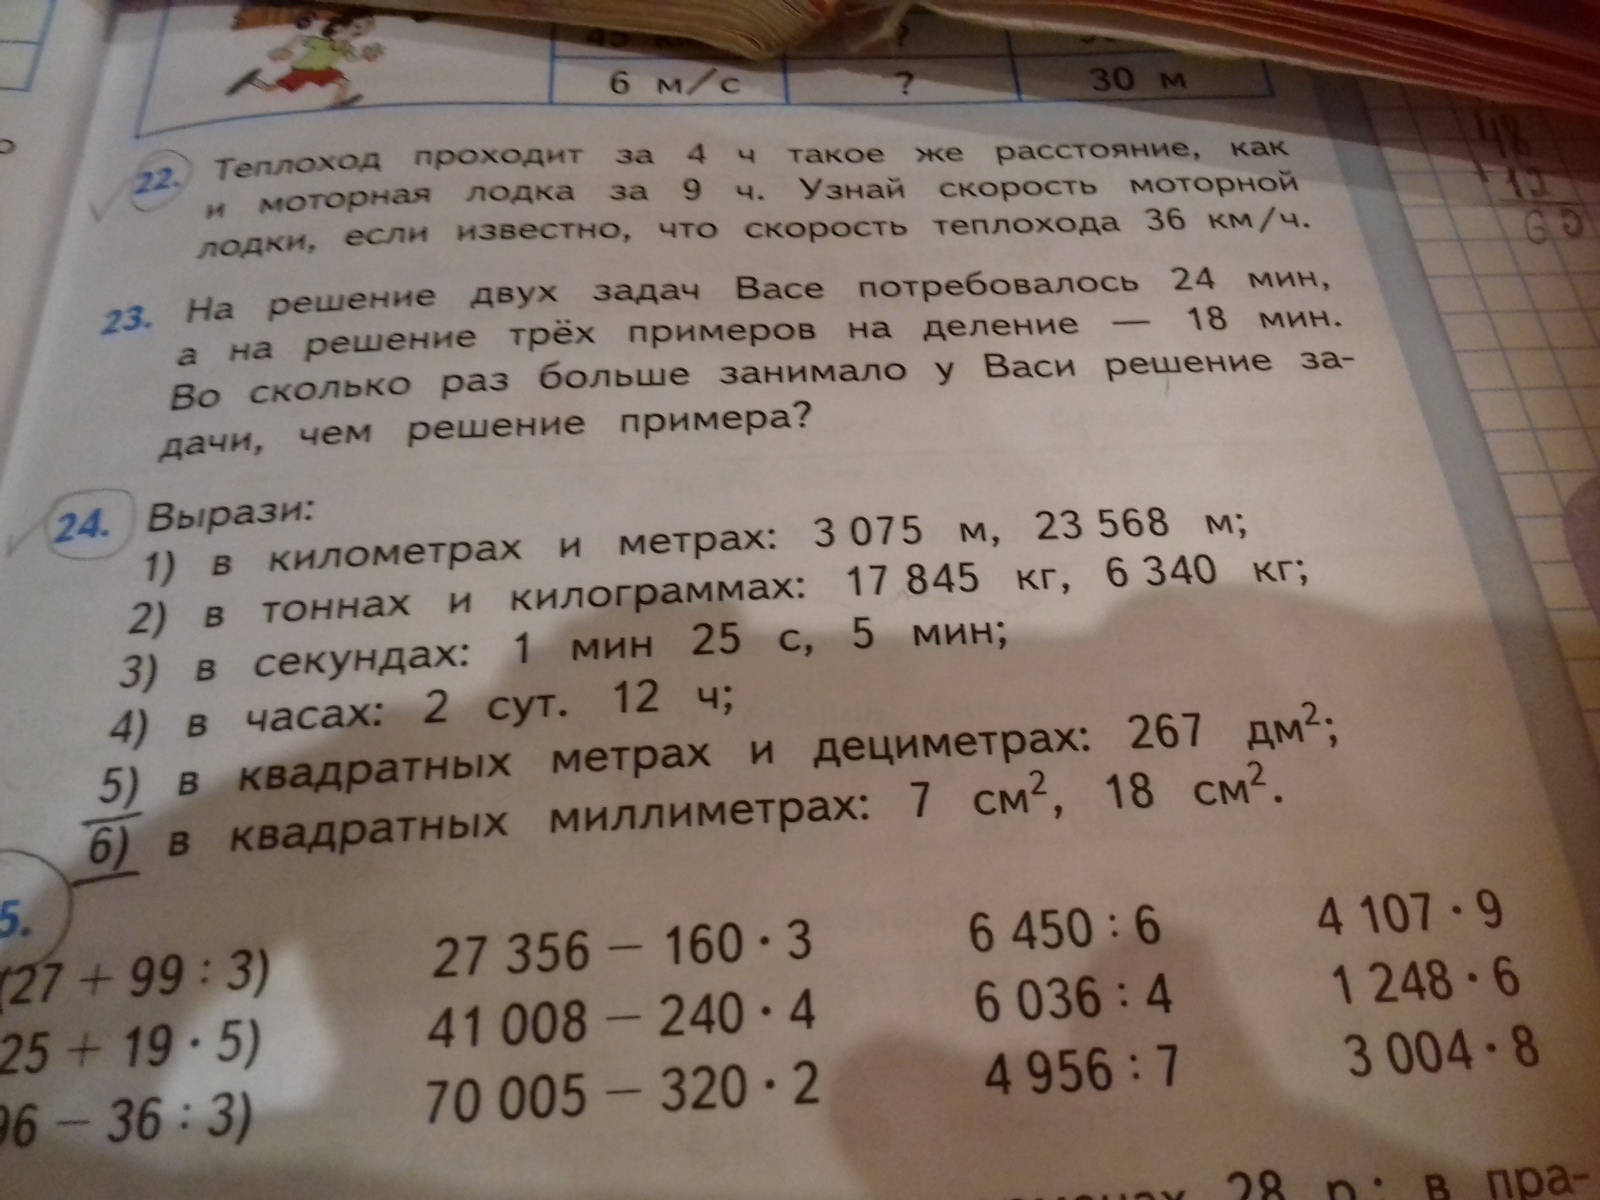 6 м/с ? 30 м
22. Теплоход проходит за 4 ч такое же расстояние, как
и моторная лодка за 9 ч. Узнай скорость моторной
лодки, если известно, что скорость теплохода 36 км/ч.
23. На решение двух задач Васе потребовалось 24 мин,
а на решение трёх примеров на деление — 18 мин.
Во сколько раз больше занимало у Васи решение за-
дачи, чем решение примера?
24. Вырази:
1) в километрах и метрах: 3 075 м, 23 568 м;
2) в тоннах и килограммах: 17 845 кг, 6 340 кг;
3) в секундах: 1 мин 25 с, 5 мин;
4) в часах: 2 сут. 12 ч;
5) в квадратных метрах и дециметрах: 267 дм²;
6) в квадратных миллиметрах: 7 см², 18 см².
5.
(27 + 99 : 3) 27 356 − 160 · 3 6 450 : 6 4 107 · 9
25 + 19 · 5) 41 008 − 240 · 4 6 036 : 4 1 248 · 6
96 − 36 : 3) 70 005 − 320 · 2 4 956 : 7 3 004 · 8
28 р.; в пра-